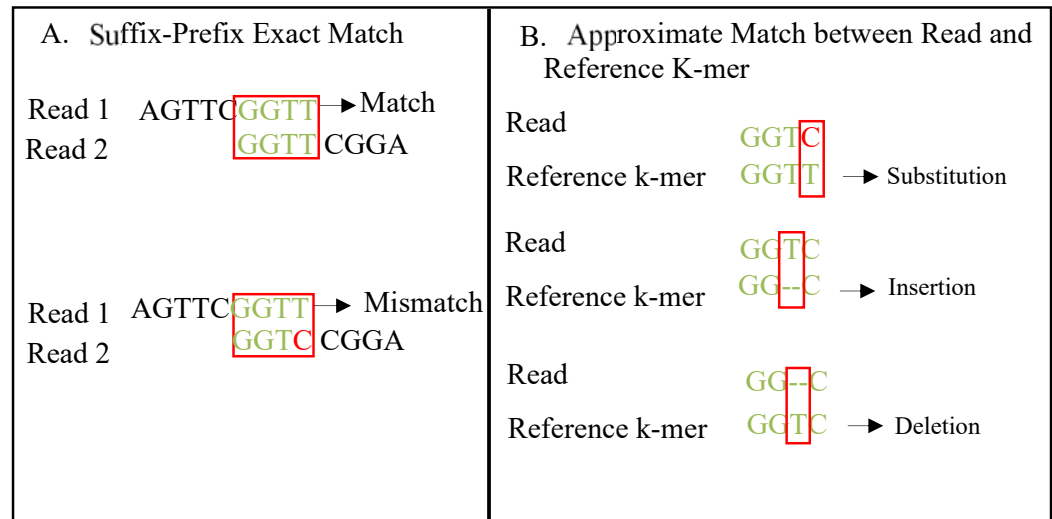 A. Suffix-Prefix Exact Match
Read 1 AGTTCGGTT Match
Read 2 GGTT CGGA
Read 1 AGTTCGGTT Mismatch
Read 2 GGTC CGGA
B. Approximate Match between Read and
Reference K-mer
Read GGTC
Reference k-mer GGTT Substitution
Read GGTC
Reference k-mer GG--C Insertion
Read GG--C
Reference k-mer GGTC Deletion